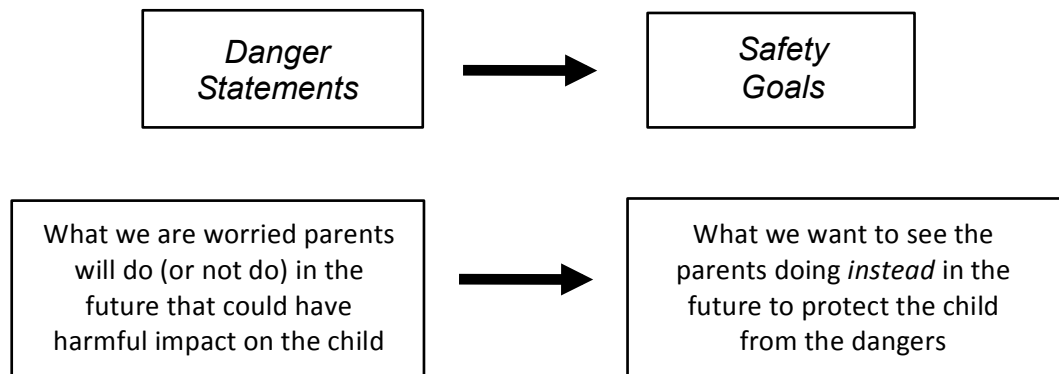 Danger
Statements
Safety
Goals
What we are worried parents
will do (or not do) in the
future that could have
harmful impact on the child
What we want to see the
parents doing instead in the
future to protect the child
from the dangers